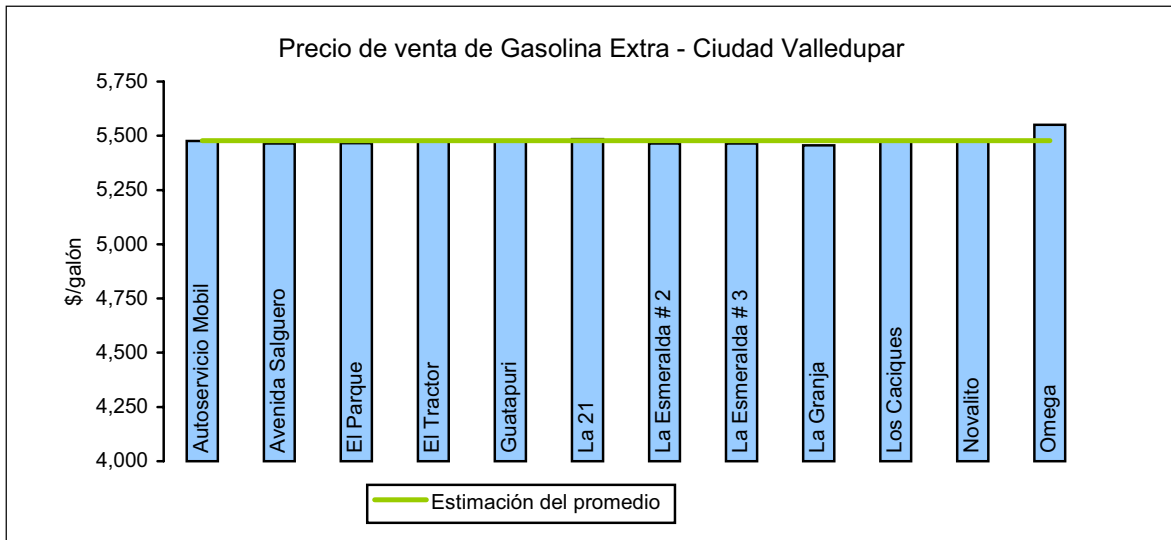 Precio de venta de Gasolina Extra - Ciudad Valledupar
$/galón
5,750
5,500
5,250
5,000
4,750
4,500
4,250
4,000
Autoservicio Mobil
Avenida Salguero
El Parque
El Tractor
Guatapuri
La 21
La Esmeralda # 2
La Esmeralda # 3
La Granja
Los Caciques
Novalito
Omega
Estimación del promedio